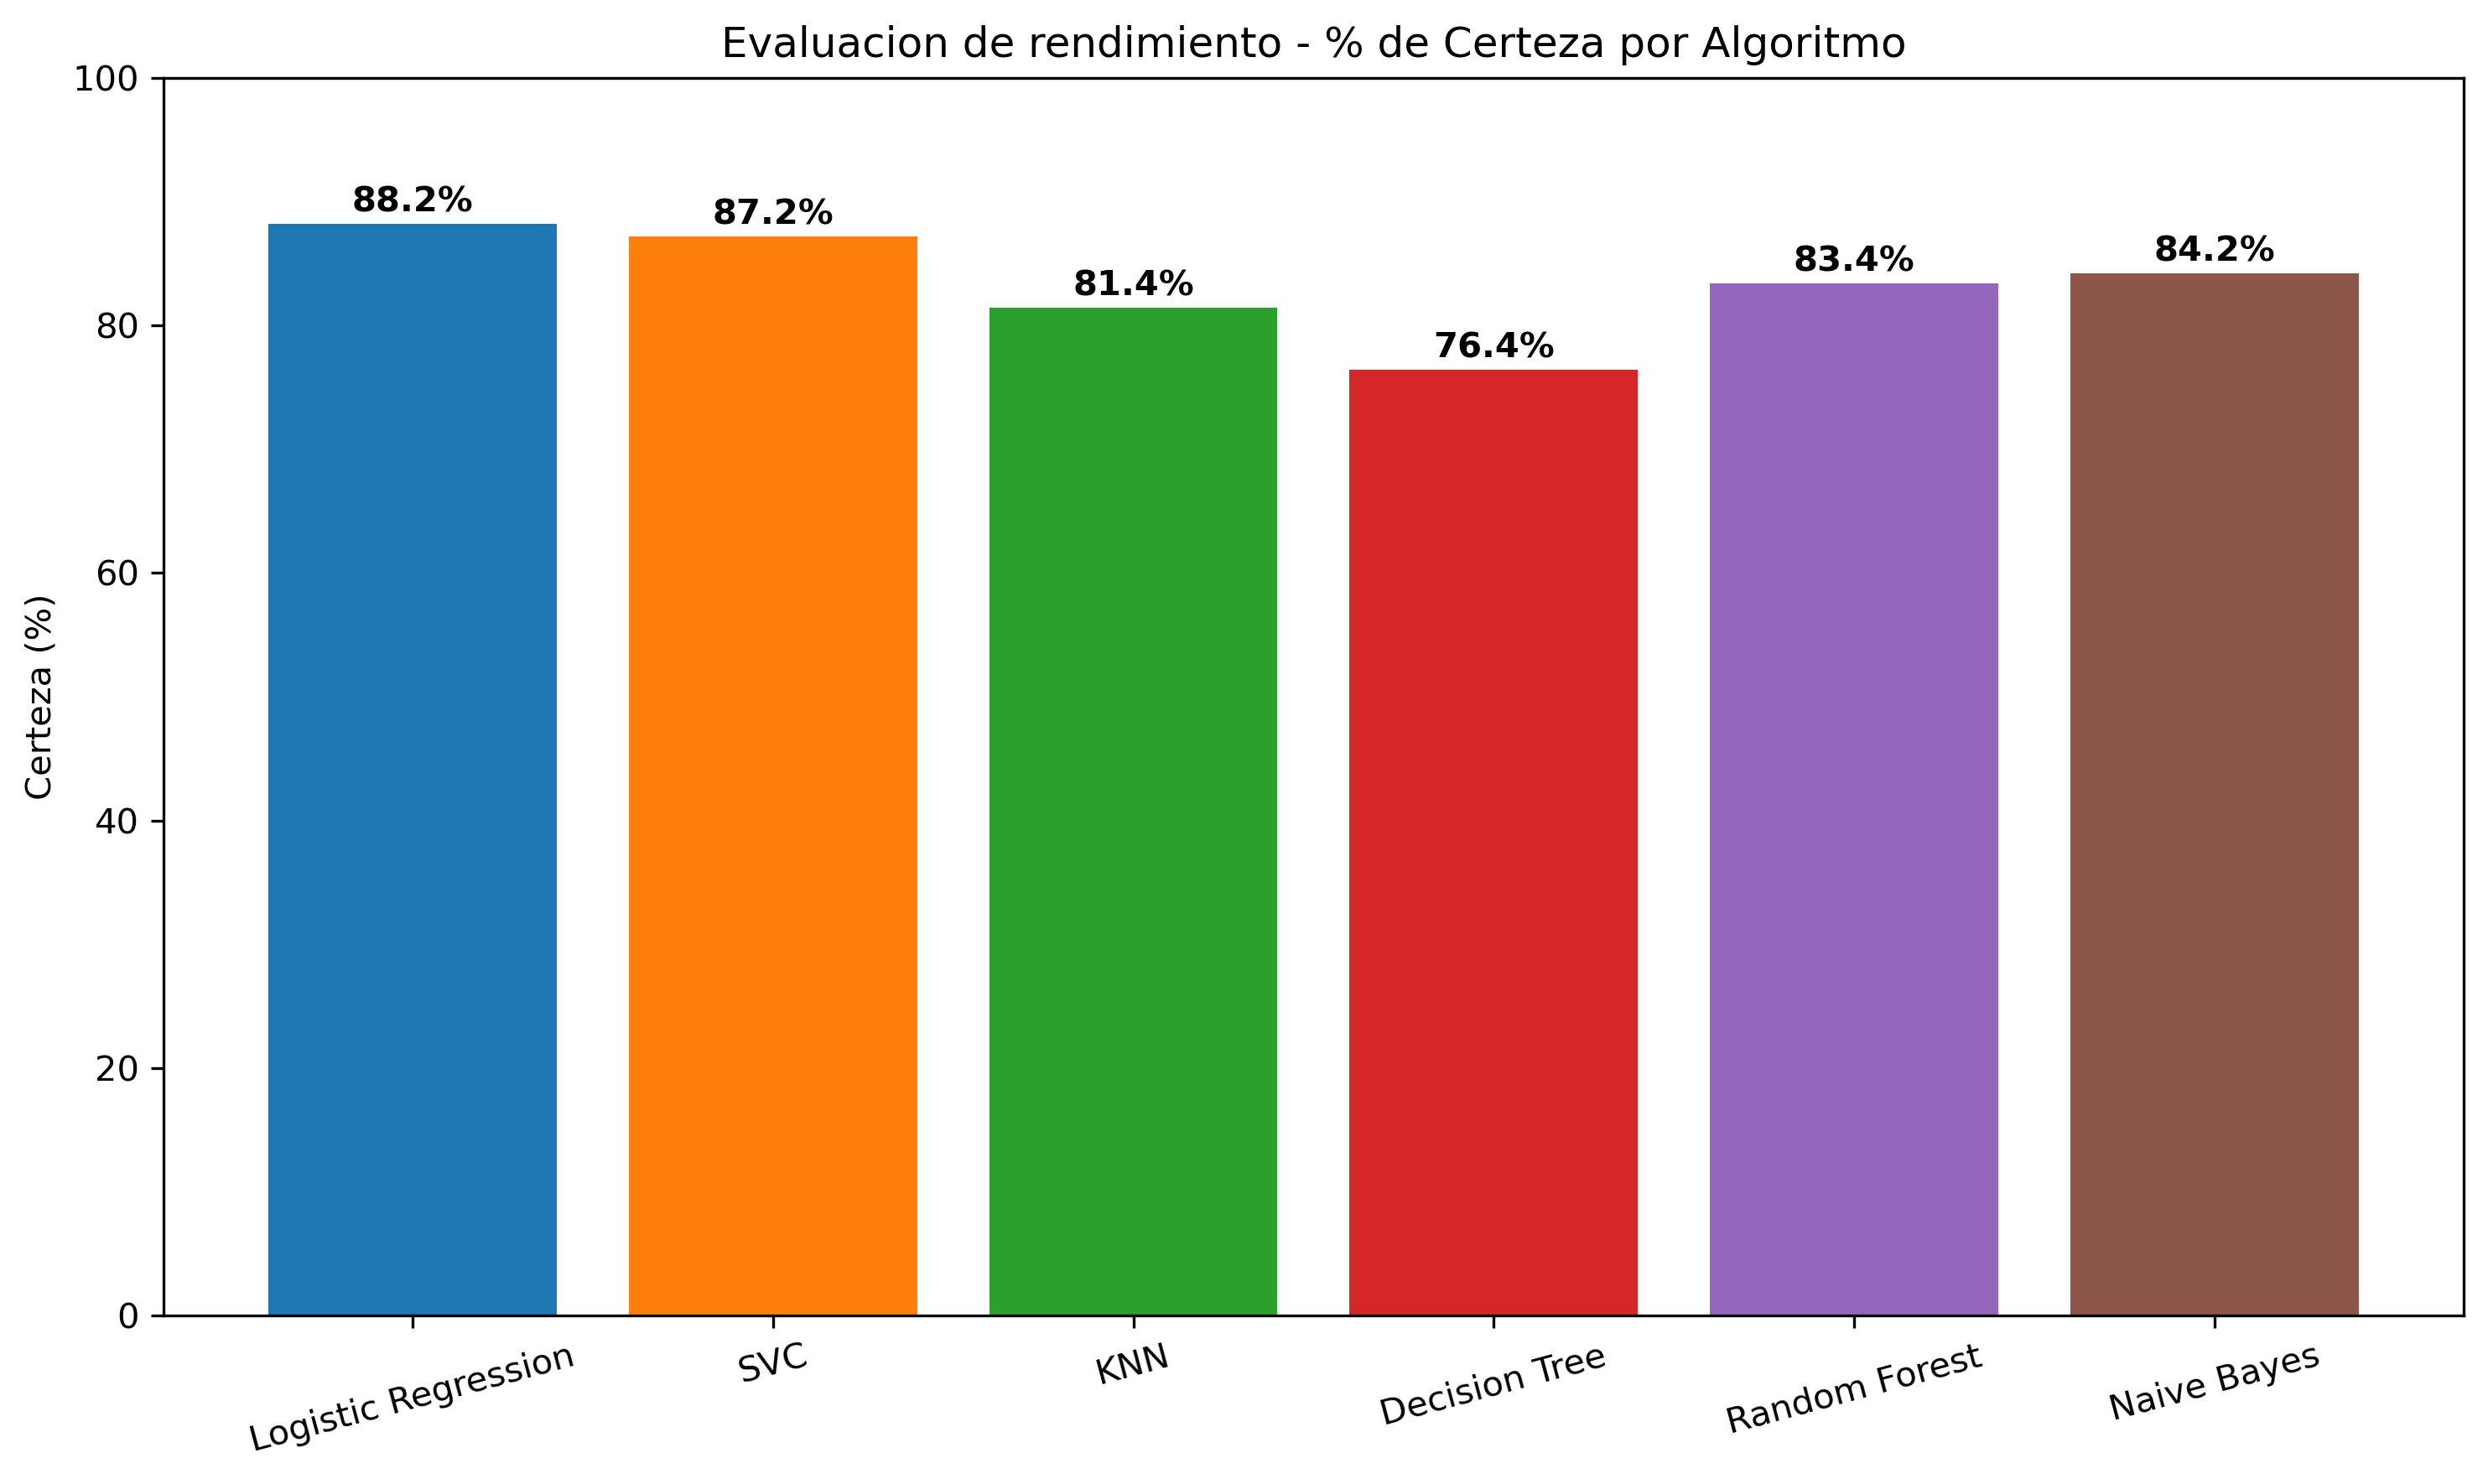 Evaluacion de rendimiento - % de Certeza por Algoritmo
100
80
60
40
20
0
Certeza (%)
88.2%
87.2%
81.4%
76.4%
83.4%
84.2%
Logistic Regression
SVC
KNN
Decision Tree
Random Forest
Naive Bayes